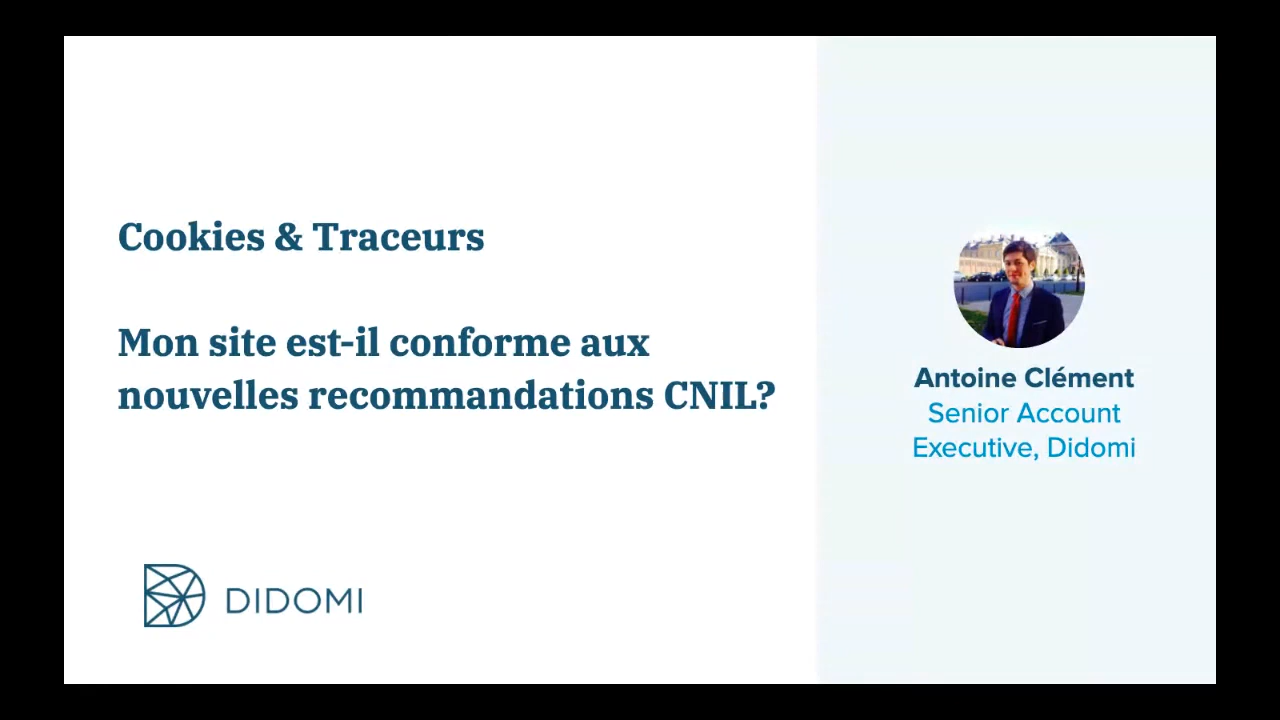 Cookies & Traceurs
Mon site est-il conforme aux
nouvelles recommandations CNIL?
Antoine Clément
Senior Account
Executive, Didomi
DIDOMI